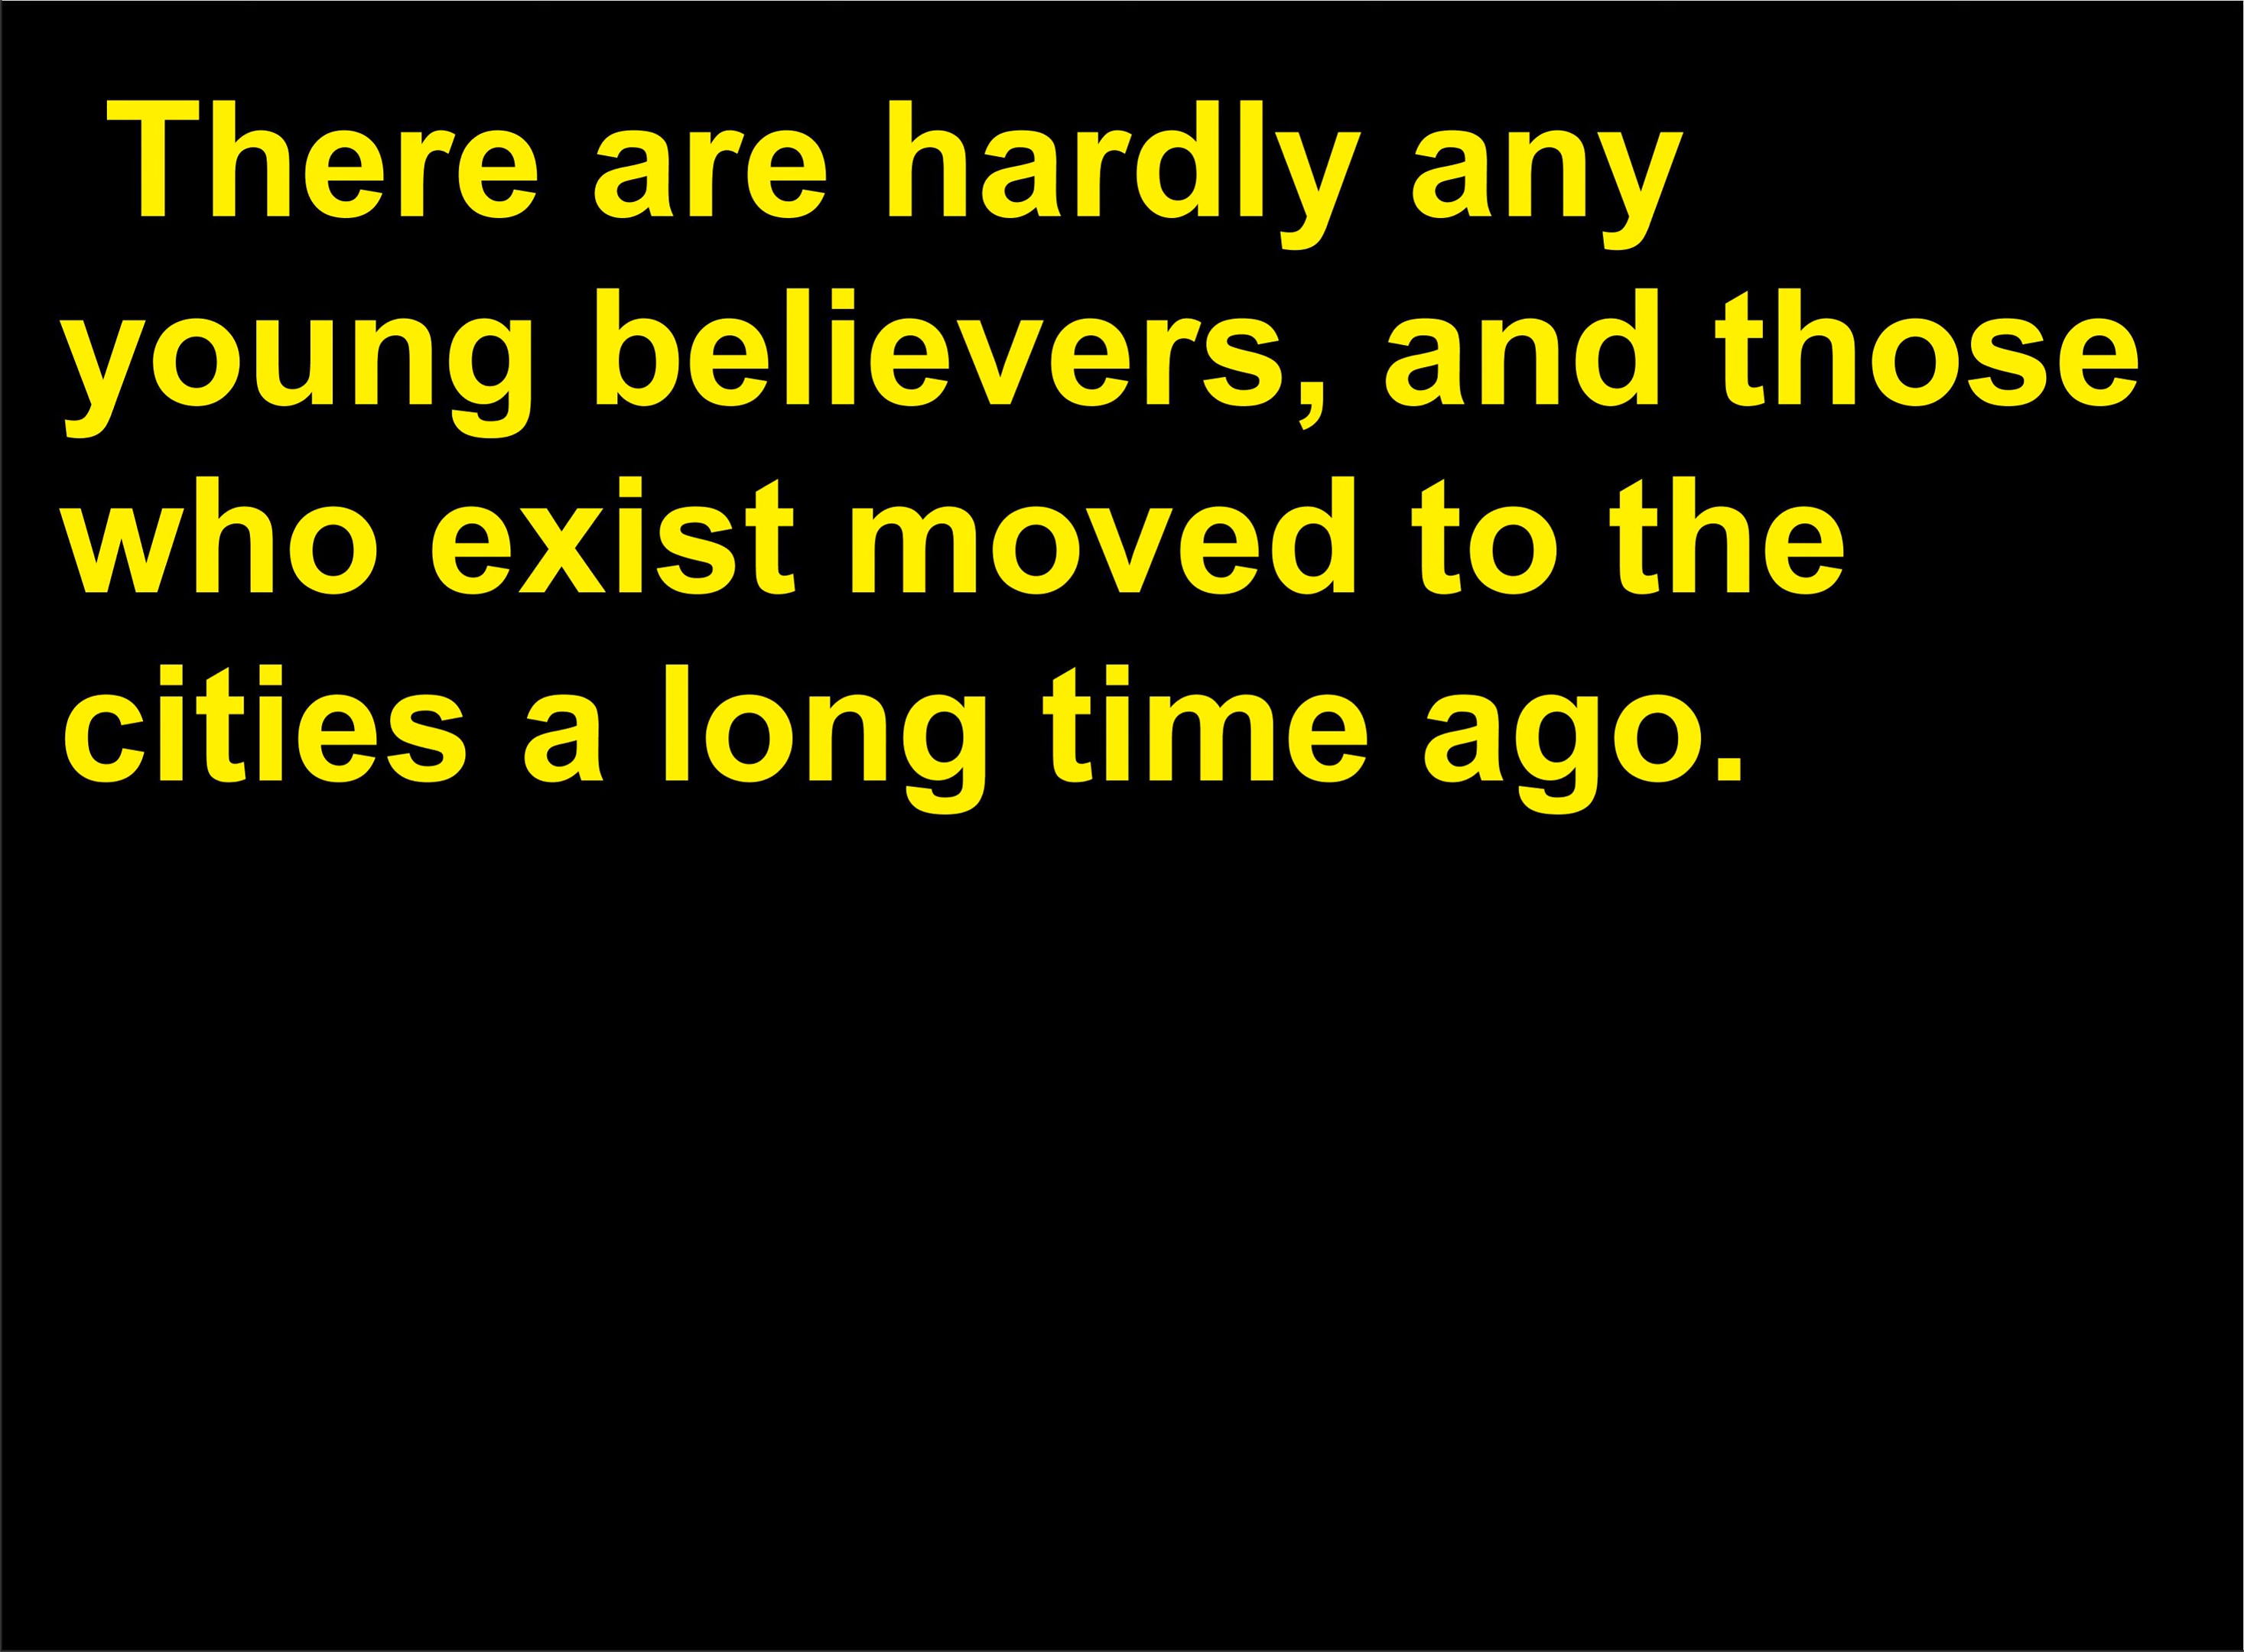 There are hardly any
young believers, and those
who exist moved to the
cities a long time ago.